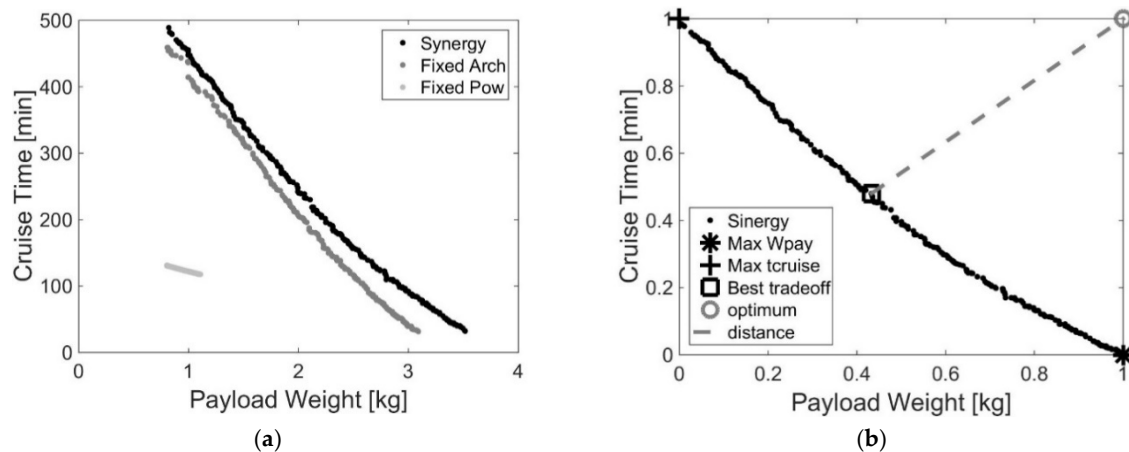 500
400
300
200
100
0
Cruise Time [min]
1
2
3
4
Payload Weight [kg]
Synergy
Fixed Arch
Fixed Pow
(a)
1
0.8
0.6
0.4
0.2
0
Cruise Time [min]
0
0.2
0.4
0.6
0.8
1
Payload Weight [kg]
Sinergy
Max Wpay
Max tcruise
Best tradeoff
optimum
distance
(b)